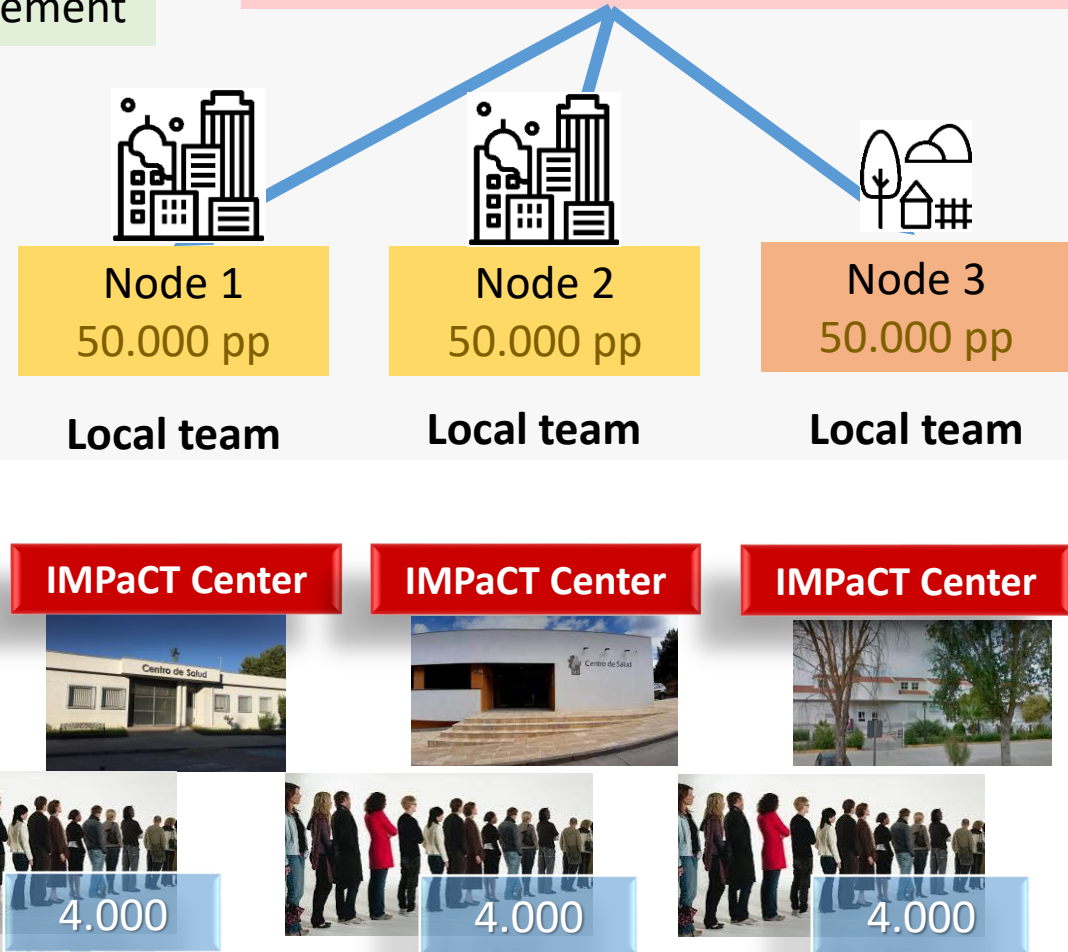 Node 1
50.000 pp
Node 2
50.000 pp
Node 3
50.000 pp
Local team
Local team
Local team
IMPaCT Center
IMPaCT Center
IMPaCT Center
Centro de Salud
Centro de Salud
4.000
4.000
4.000